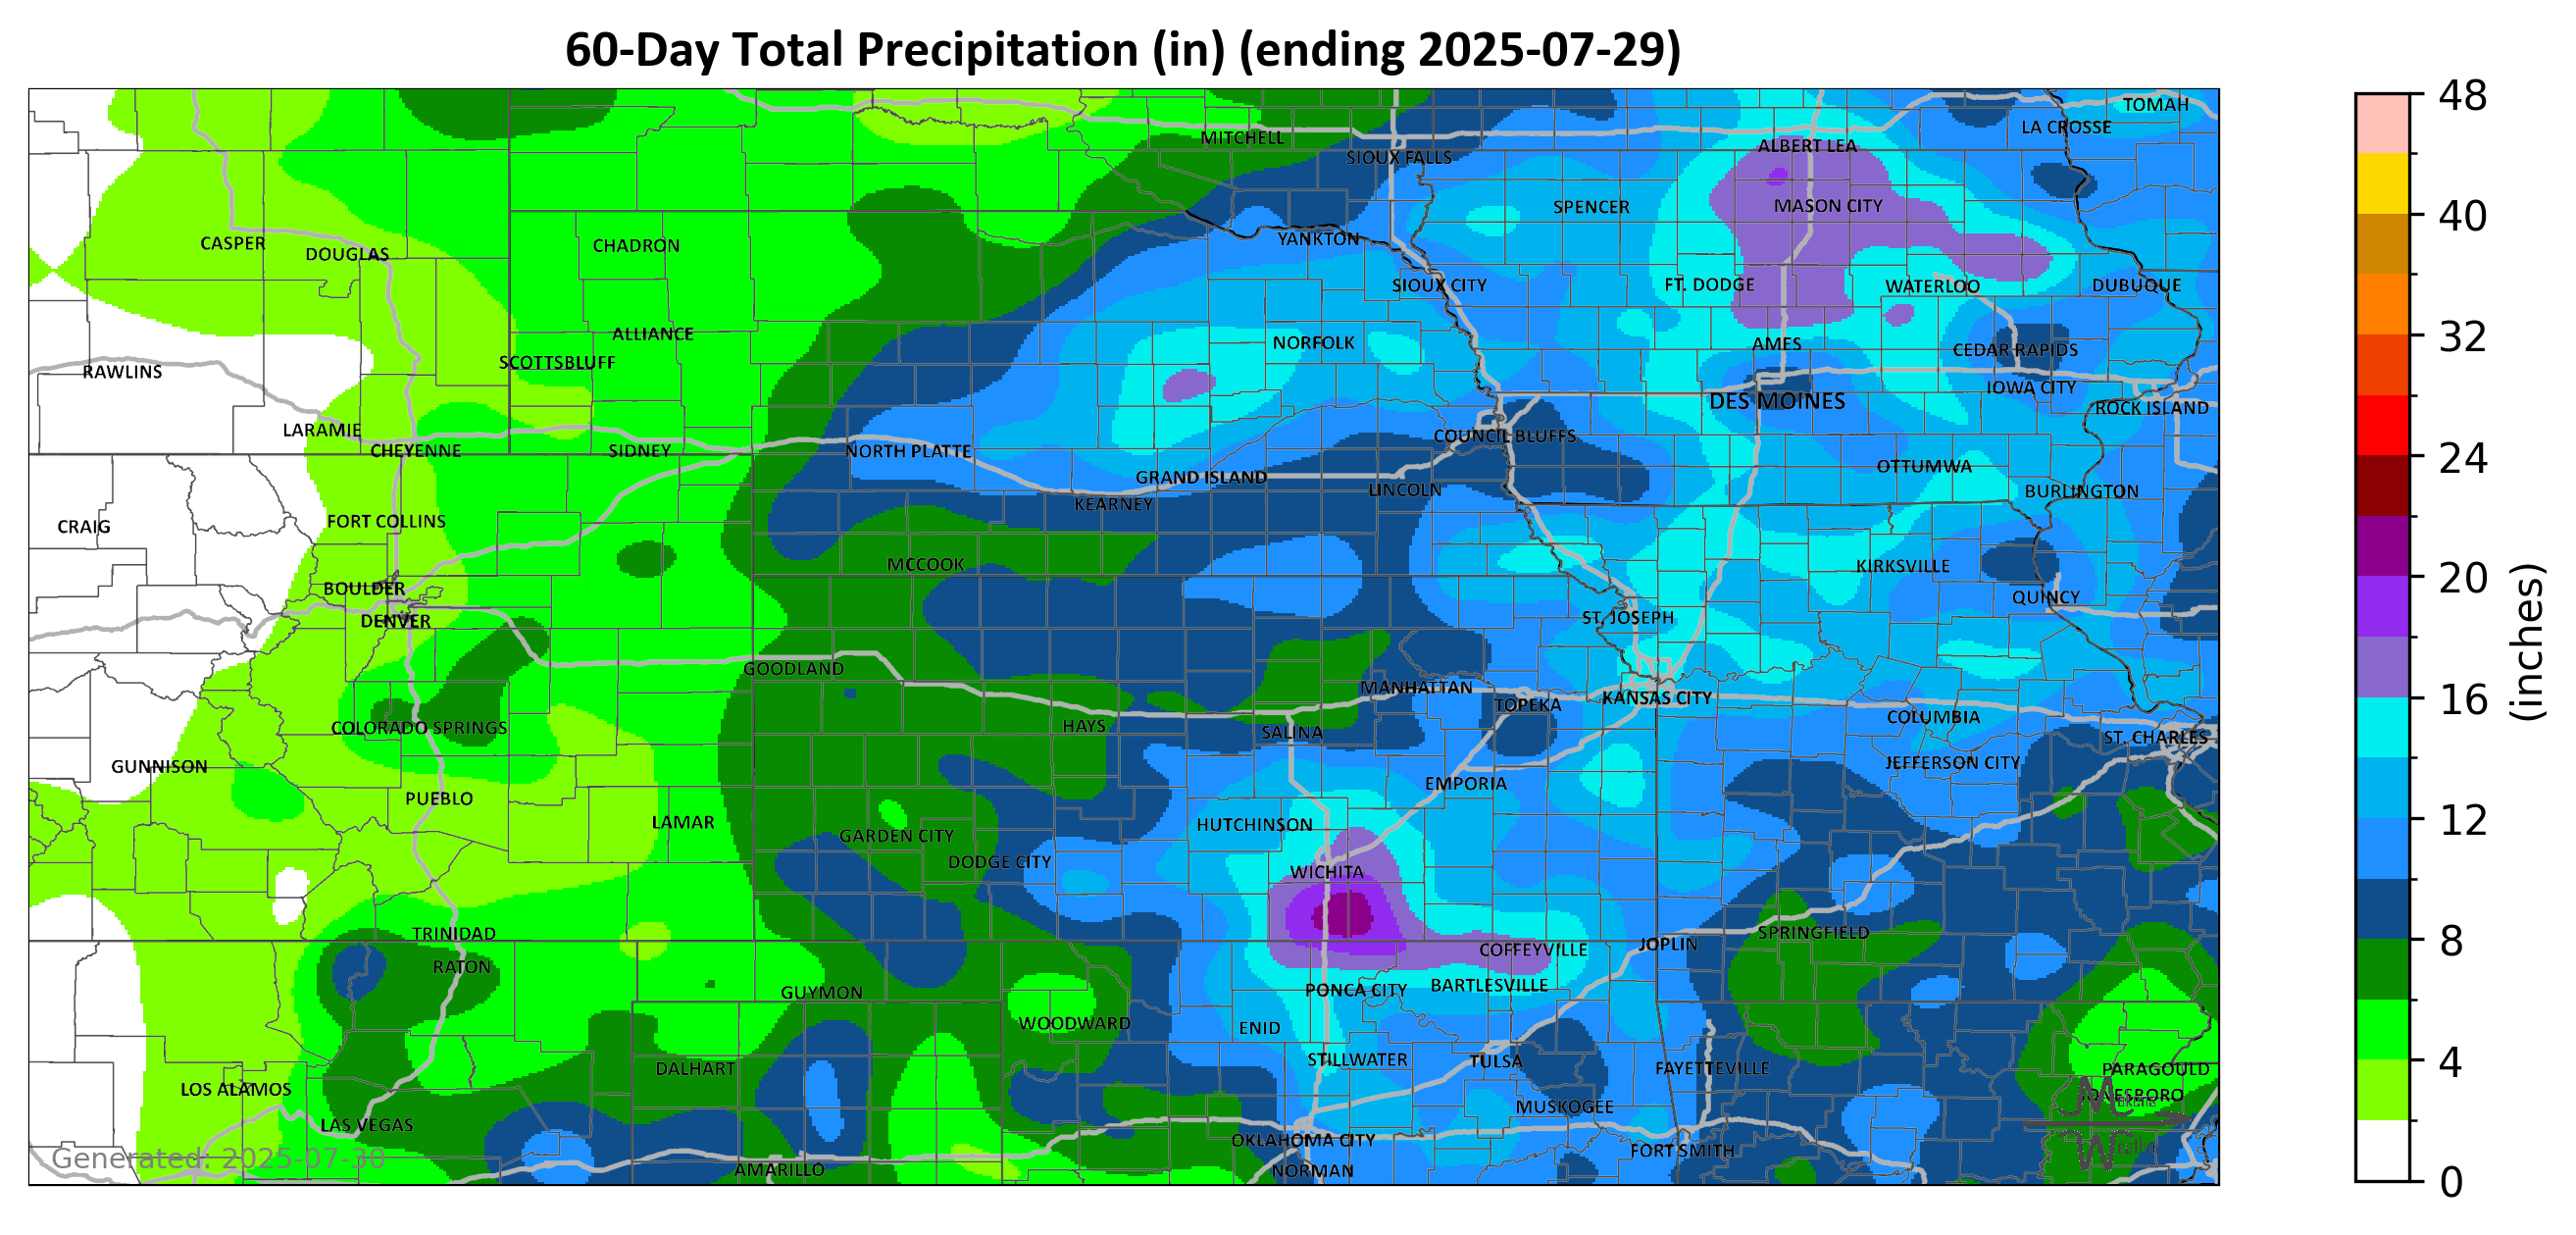 60-Day Total Precipitation (in) (ending 2025-07-29)
48
TOMAH
LA CROSSE
MITCHELL
ALBERT LEA
SIOUX FALLS
40
SPENCER
MASON CITY
YANKTON
CASPER
CHADRON
DOUGLAS
SIOUX CITY
FT. DODGE
WATERLOO
DUBUQUE
32
ALLIANCE
NORFOLK
AMES
CEDAR RAPIDS
SCOTTSBLUFF
RAWLINS
IOWA CITY
DES MOINES
ROCK ISLAND
LARAMIE
COUNCIL BLUFFS
CHEYENNE
SIDNEY
NORTH PLATTE
24
OTTUMWA
GRAND ISLAND
LINCOLN
BURLINGTON
KEARNEY
FORT COLLINS
CRAIG
MCCOOK
KIRKSVILLE
20
BOULDER
QUINCY
DENVER
ST. JOSEPH
(inches)
GOODLAND
MANHATTAN
KANSAS CITY
16
TOPEKA
COLUMBIA
HAYS
COLORADO SPRINGS
SALINA
ST. CHARLES
JEFFERSON CITY
GUNNISON
EMPORIA
PUEBLO
12
LAMAR
HUTCHINSON
GARDEN CITY
DODGE CITY
WICHITA
TRINIDAD
SPRINGFIELD
8
JOPLIN
COFFEYVILLE
RATON
BARTLESVILLE
GUYMON
PONCA CITY
WOODWARD
ENID
STILLWATER
TULSA
4
DALHART
FAYETTEVILLE
PARAGOULD
LOS ALAMOS
JONESBORO
MUSKOGEE
LAS VEGAS
OKLAHOMA CITY
FORT SMITH
Generated: 2025-07-30
AMARILLO
NORMAN
0